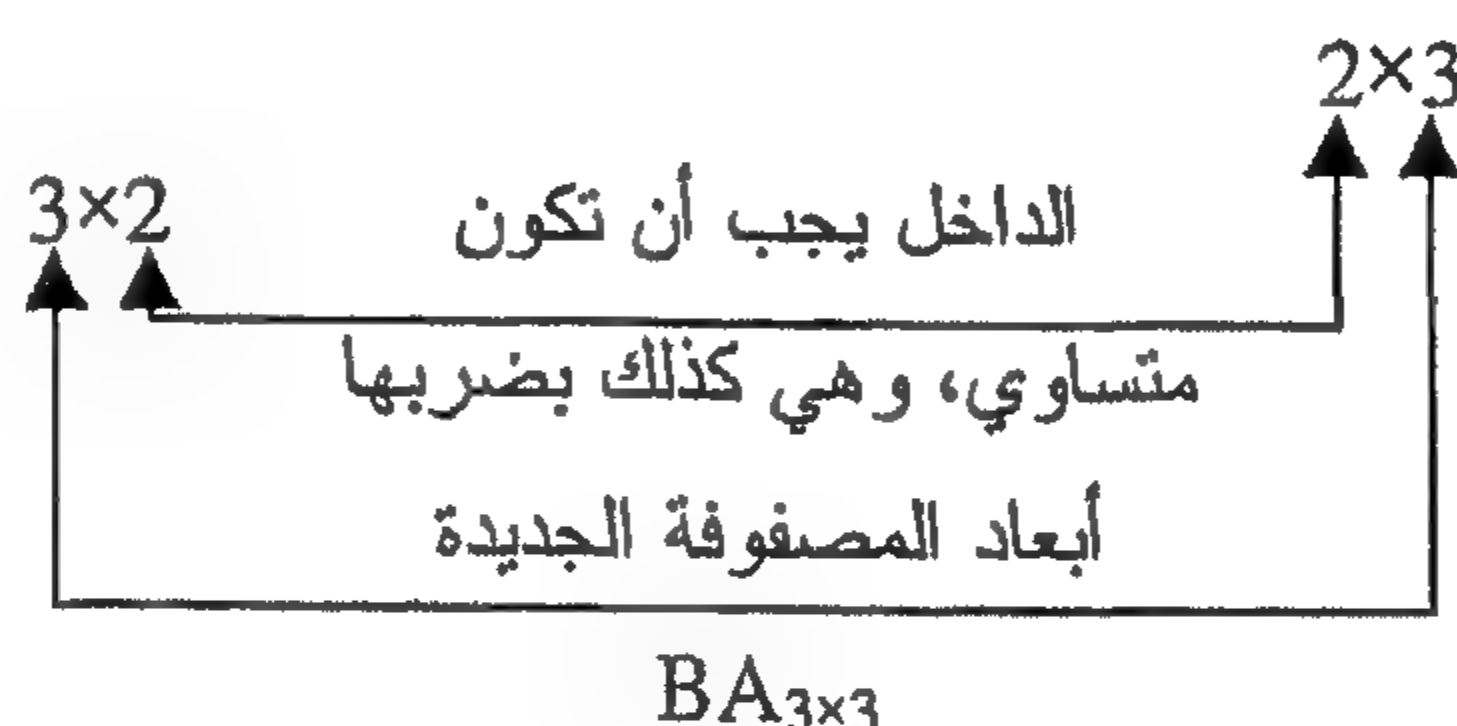 2×3
3×2
الداخل يجب أن تكون
متساوي، وهي كذلك بضربها
أبعاد المصفوفة الجديدة
BA3×3